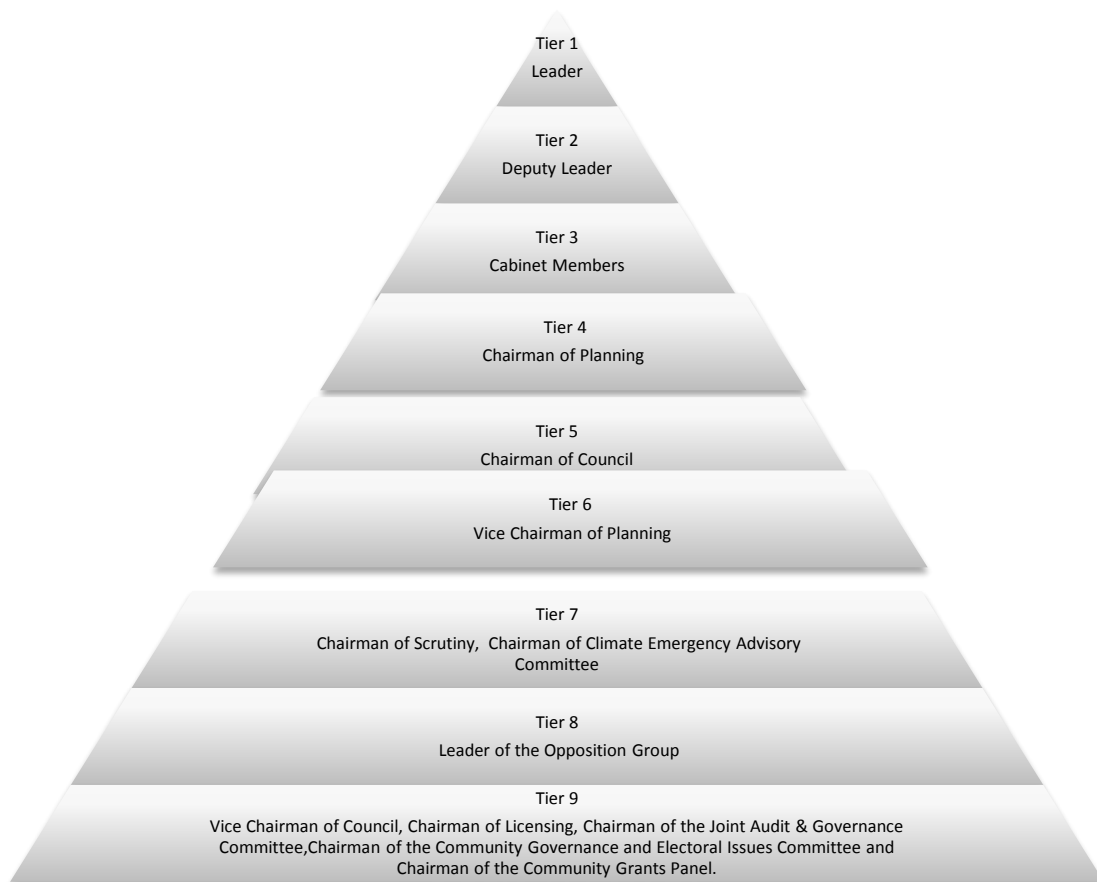 Tier 1
Leader
Tier 2
Deputy Leader
Tier 3
Cabinet Members
Tier 4
Chairman of Planning
Tier 5
Chairman of Council
Tier 6
Vice Chairman of Planning
Tier 7
Chairman of Scrutiny,  Chairman of Climate Emergency Advisory
Committee
Tier 8
Leader of the Opposition Group
Tier 9
Vice Chairman of Council, Chairman of Licensing, Chairman of the Joint Audit & Governance
Committee,Chairman of the Community Governance and Electoral Issues Committee and
Chairman of the Community Grants Panel.